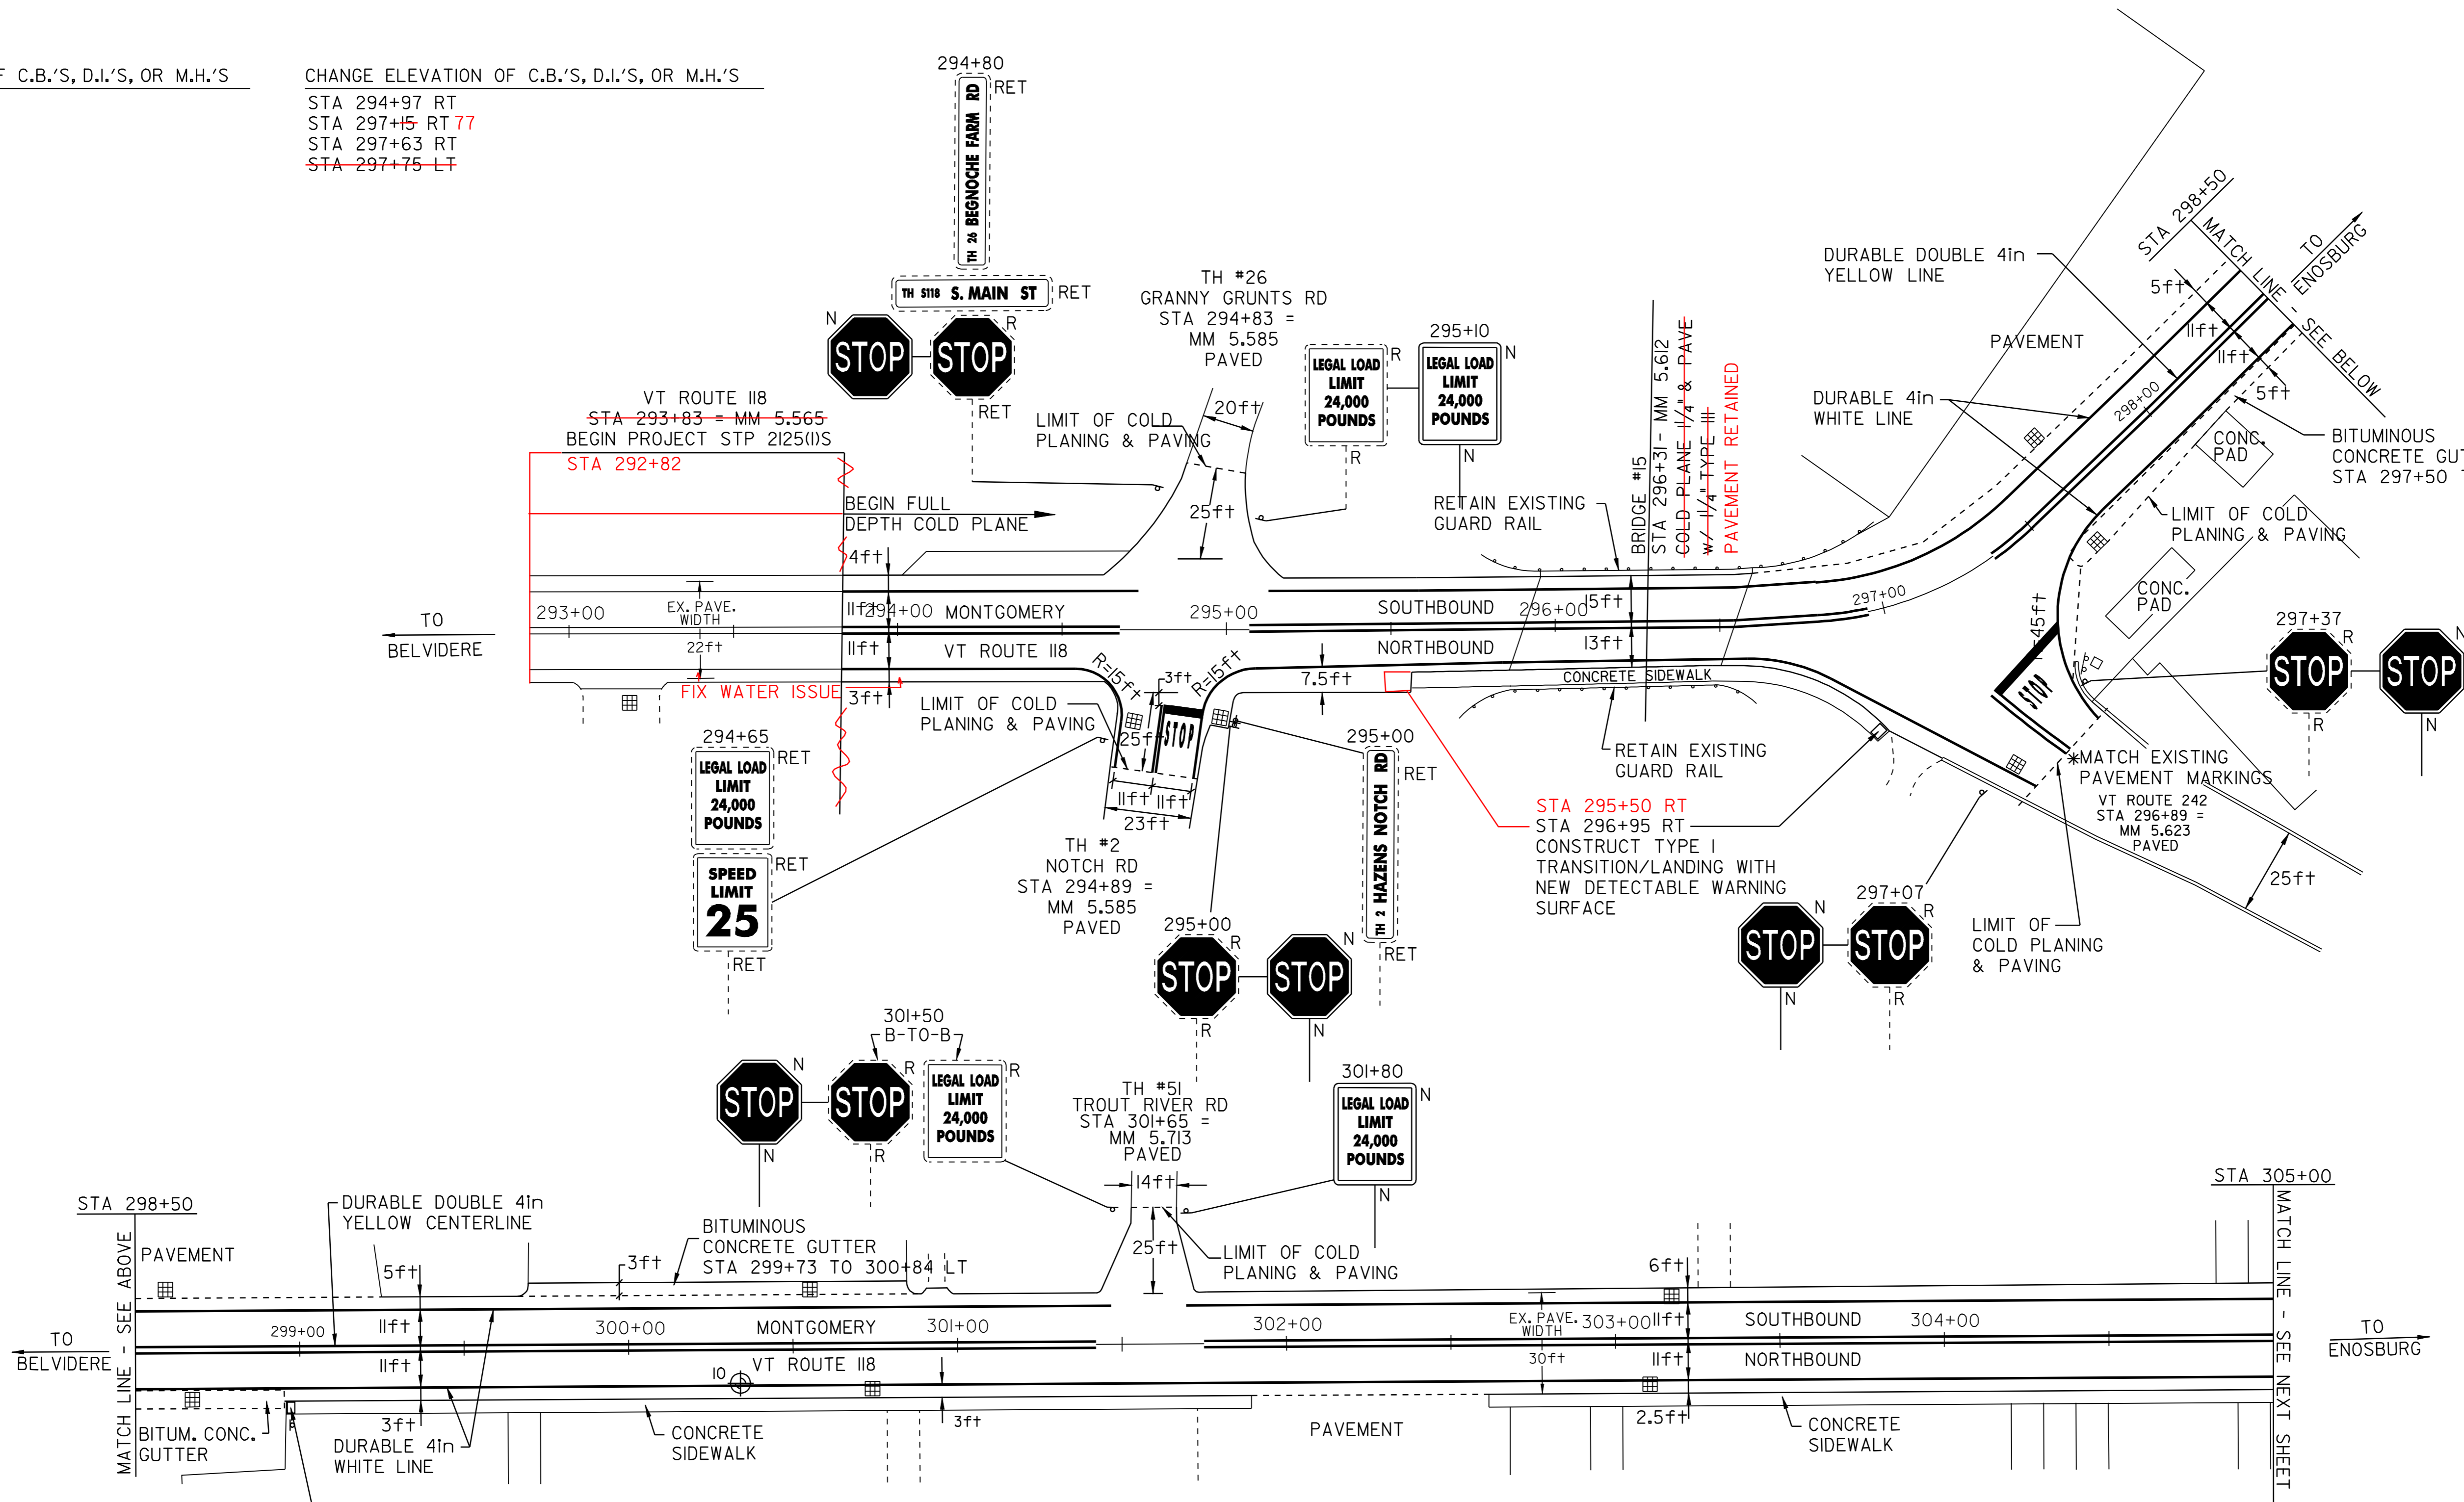 F C.B.'S, D.I.'S, OR M.H.'S
CHANGE ELEVATION OF C.B.'S, D.I.'S, OR M.H.'S
STA 294+97 RT
STA 297+15 RT 77
STA 297+63 RT
STA 297+75 LT
294+80
TH 26 BEGNOCHE FARM RD
RET
TH S118 S. MAIN ST
RET
N
STOP
STOP
R
RET
VT ROUTE 118
STA 293+83 = MM 5.565
BEGIN PROJECT STP 2125(1)S
STA 292+82
BEGIN FULL
DEPTH COLD PLANE
LIMIT OF COLD
PLANING & PAVING
TH #26
GRANNY GRUNTS RD
STA 294+83 =
MM 5.585
PAVED
20ft
25ft
LEGAL LOAD
LIMIT
24,000
POUNDS
R
R
295+10
LEGAL LOAD
LIMIT
24,000
POUNDS
N
N
RETAIN EXISTING
GUARD RAIL
BRIDGE #15
STA 296+31 - MM 5.612
COLD PLANE 1 1/4" & PAVE
W/ 1 1/4" TYPE III
PAVEMENT RETAINED
DURABLE DOUBLE 4in
YELLOW LINE
PAVEMENT
DURABLE 4in
WHITE LINE
STA 298+50
MATCH LINE - SEE BELOW
TO
ENOSBURG
5ft
11ft
11ft
5ft
298+00
CONC.
PAD
BITUMINOUS
CONCRETE GUT
STA 297+50 T
LIMIT OF COLD
PLANING & PAVING
CONC.
PAD
297+37
STOP
R
R
STOP
N
N
TO
BELVIDERE
293+00
EX. PAVE.
WIDTH
22ft
4ft
11ft
294+00
MONTGOMERY
295+00
SOUTHBOUND
296+00
15ft
297+00
11ft
VT ROUTE 118
NORTHBOUND
13ft
FIX WATER ISSUE
3ft
R=15ft
3ft
R=15ft
7.5ft
CONCRETE SIDEWALK
=45ft
STOP
LIMIT OF COLD
PLANING & PAVING
25ft
STOP
11ft
11ft
23ft
TH #2
NOTCH RD
STA 294+89 =
MM 5.585
PAVED
294+65
LEGAL LOAD
LIMIT
24,000
POUNDS
RET
SPEED
LIMIT
25
RET
RET
295+00
TH 2 HAZENS NOTCH RD
RET
RET
295+00
STOP
R
R
STOP
N
N
RETAIN EXISTING
GUARD RAIL
STA 295+50 RT
STA 296+95 RT
CONSTRUCT TYPE I
TRANSITION/LANDING WITH
NEW DETECTABLE WARNING
SURFACE
*MATCH EXISTING
PAVEMENT MARKINGS
VT ROUTE 242
STA 296+89 =
MM 5.623
PAVED
25ft
297+07
STOP
N
N
STOP
R
R
LIMIT OF
COLD PLANING
& PAVING
301+50
B-TO-B
STOP
N
N
STOP
R
R
LEGAL LOAD
LIMIT
24,000
POUNDS
R
TH #51
TROUT RIVER RD
STA 301+65 =
MM 5.713
PAVED
14ft
25ft
301+80
LEGAL LOAD
LIMIT
24,000
POUNDS
N
N
LIMIT OF COLD
PLANING & PAVING
STA 298+50
MATCH LINE - SEE ABOVE
PAVEMENT
DURABLE DOUBLE 4in
YELLOW CENTERLINE
5ft
3ft
BITUMINOUS
CONCRETE GUTTER
STA 299+73 TO 300+84 LT
6ft
STA 305+00
MATCH LINE - SEE NEXT SHEET
TO
BELVIDERE
299+00
11ft
300+00
MONTGOMERY
301+00
302+00
EX. PAVE.
WIDTH
30ft
303+00
11ft
SOUTHBOUND
304+00
TO
ENOSBURG
11ft
10
VT ROUTE 118
11ft
NORTHBOUND
BITUM. CONC.
GUTTER
3ft
DURABLE 4in
WHITE LINE
CONCRETE
SIDEWALK
3ft
PAVEMENT
2.5ft
CONCRETE
SIDEWALK